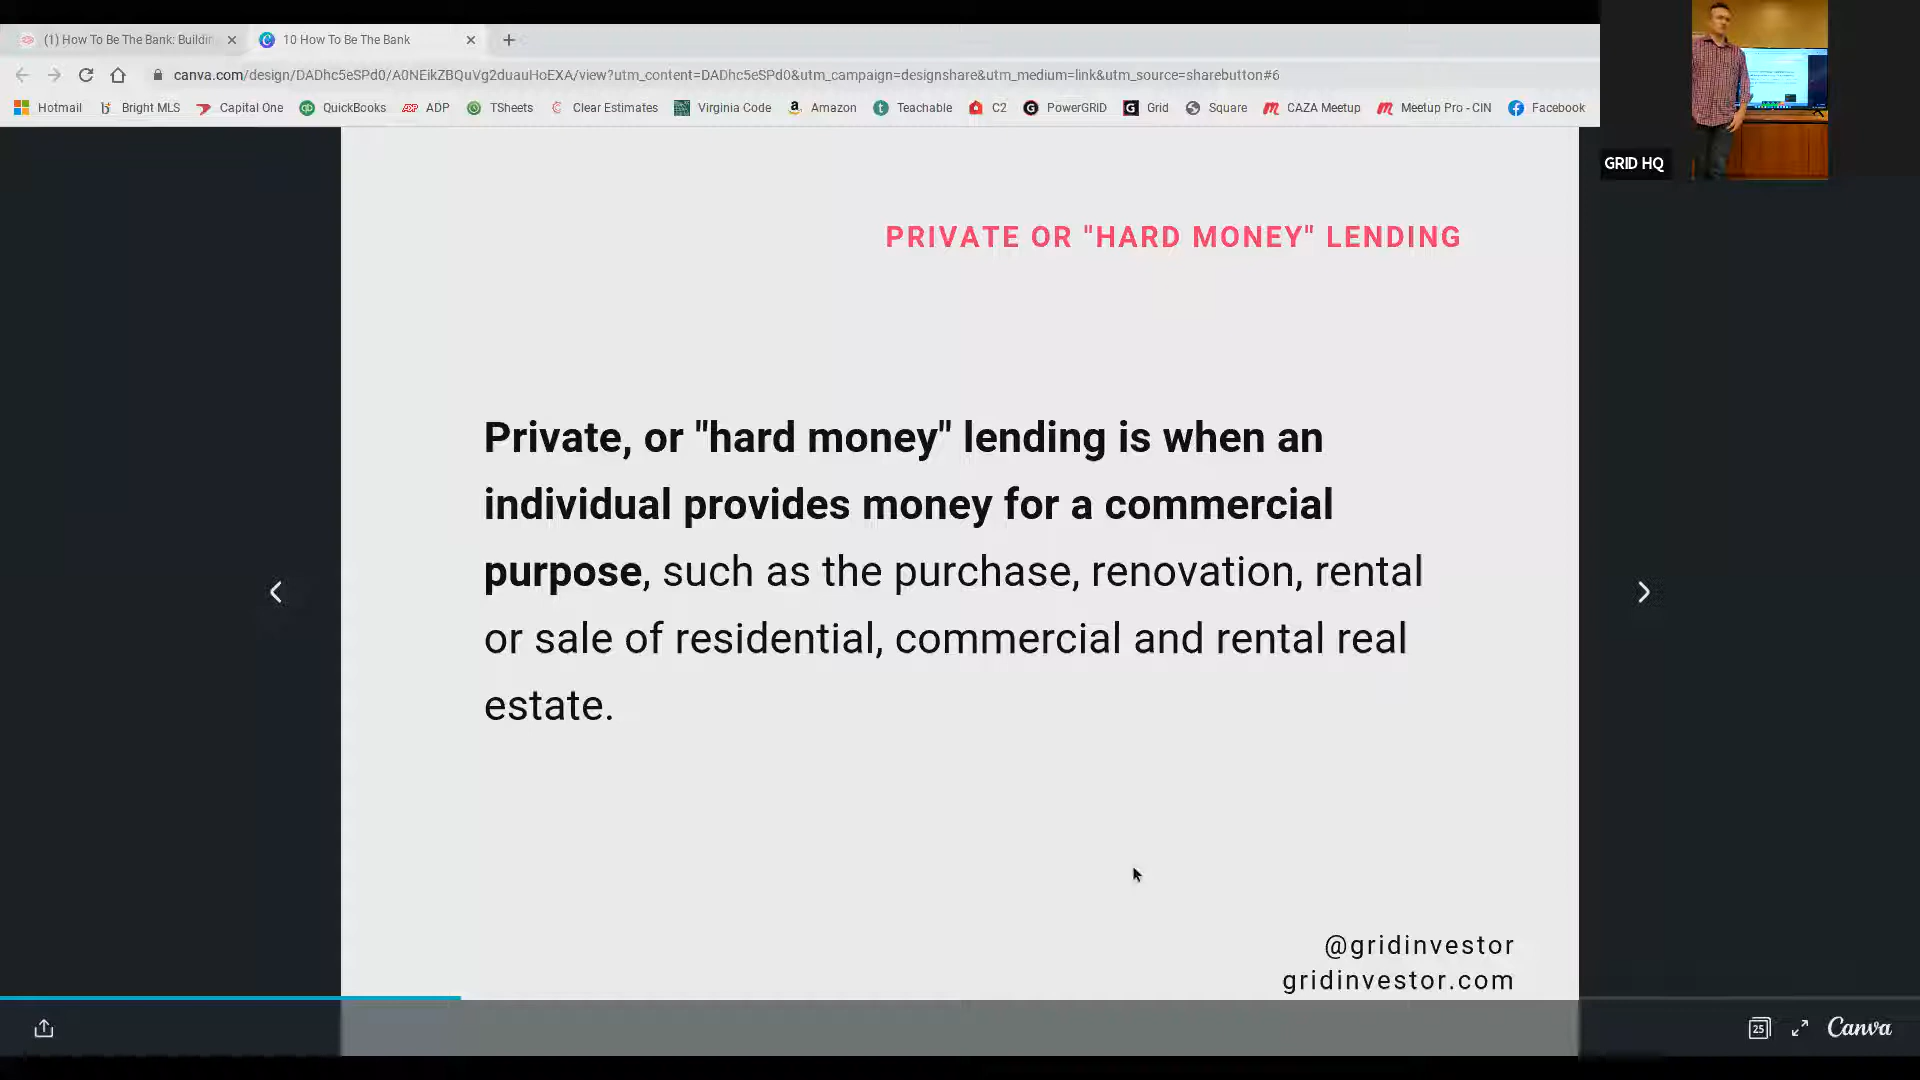 (1) How To Be The Bank: Buildin
10 How To Be The Bank
canva.com/design/DADhc5eSPd0/A0NEikZBQuVg2duauHoEXA/view?utm_content=DADhc5eSPd0&utm_campaign=designshare&utm_medium=link&utm_source=sharebutton#6
Hotmail Bright MLS Capital One QuickBooks ADP TSheets Clear Estimates Virginia Code Amazon Teachable C2 PowerGRID Grid Square CAZA Meetup Meetup Pro - CIN Facebook
GRID HQ
PRIVATE OR "HARD MONEY" LENDING
Private, or "hard money" lending is when an
individual provides money for a commercial
purpose, such as the purchase, renovation, rental
or sale of residential, commercial and rental real
estate.
@gridinvestor
gridinvestor.com
25
Canva